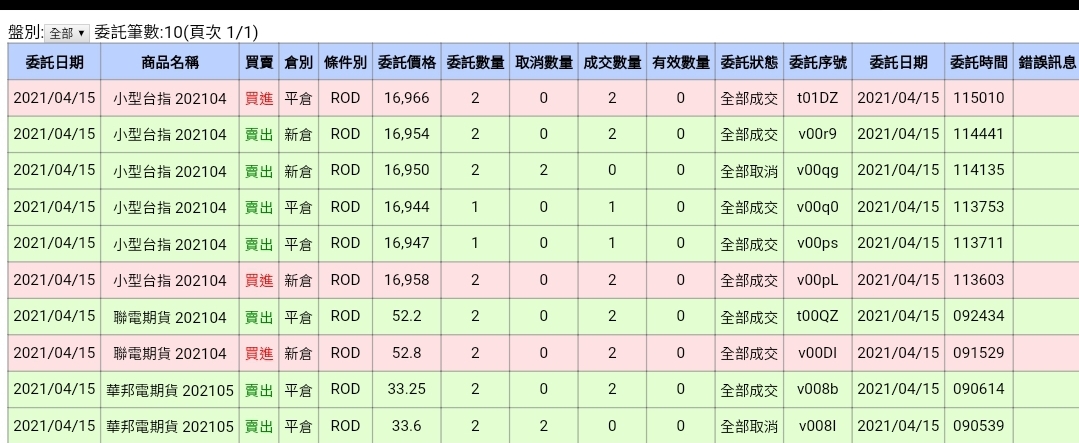 盤別: 全部 ▼ 委託筆數:10(頁次 1/1)
委託日期 商品名稱 買賣 倉別 條件別 委託價格 委託數量 取消數量 成交數量 有效數量 委託狀態 委託序號 委託日期 委託時間 錯誤訊息
2021/04/15 小型台指 202104 買進 平倉 ROD 16,966 2 0 2 0 全部成交 t01DZ 2021/04/15 115010
2021/04/15 小型台指 202104 賣出 新倉 ROD 16,954 2 0 2 0 全部成交 v00r9 2021/04/15 114441
2021/04/15 小型台指 202104 賣出 新倉 ROD 16,950 2 2 0 0 全部取消 v00qg 2021/04/15 114135
2021/04/15 小型台指 202104 賣出 平倉 ROD 16,944 1 0 1 0 全部成交 v00q0 2021/04/15 113753
2021/04/15 小型台指 202104 賣出 平倉 ROD 16,947 1 0 1 0 全部成交 v00ps 2021/04/15 113711
2021/04/15 小型台指 202104 買進 新倉 ROD 16,958 2 0 2 0 全部成交 v00pL 2021/04/15 113603
2021/04/15 聯電期貨 202104 賣出 平倉 ROD 52.2 2 0 2 0 全部成交 t00QZ 2021/04/15 092434
2021/04/15 聯電期貨 202104 買進 新倉 ROD 52.8 2 0 2 0 全部成交 v00DI 2021/04/15 091529
2021/04/15 華邦電期貨 202105 賣出 平倉 ROD 33.25 2 0 2 0 全部成交 v008b 2021/04/15 090614
2021/04/15 華邦電期貨 202105 賣出 平倉 ROD 33.6 2 2 0 0 全部取消 v008I 2021/04/15 090539